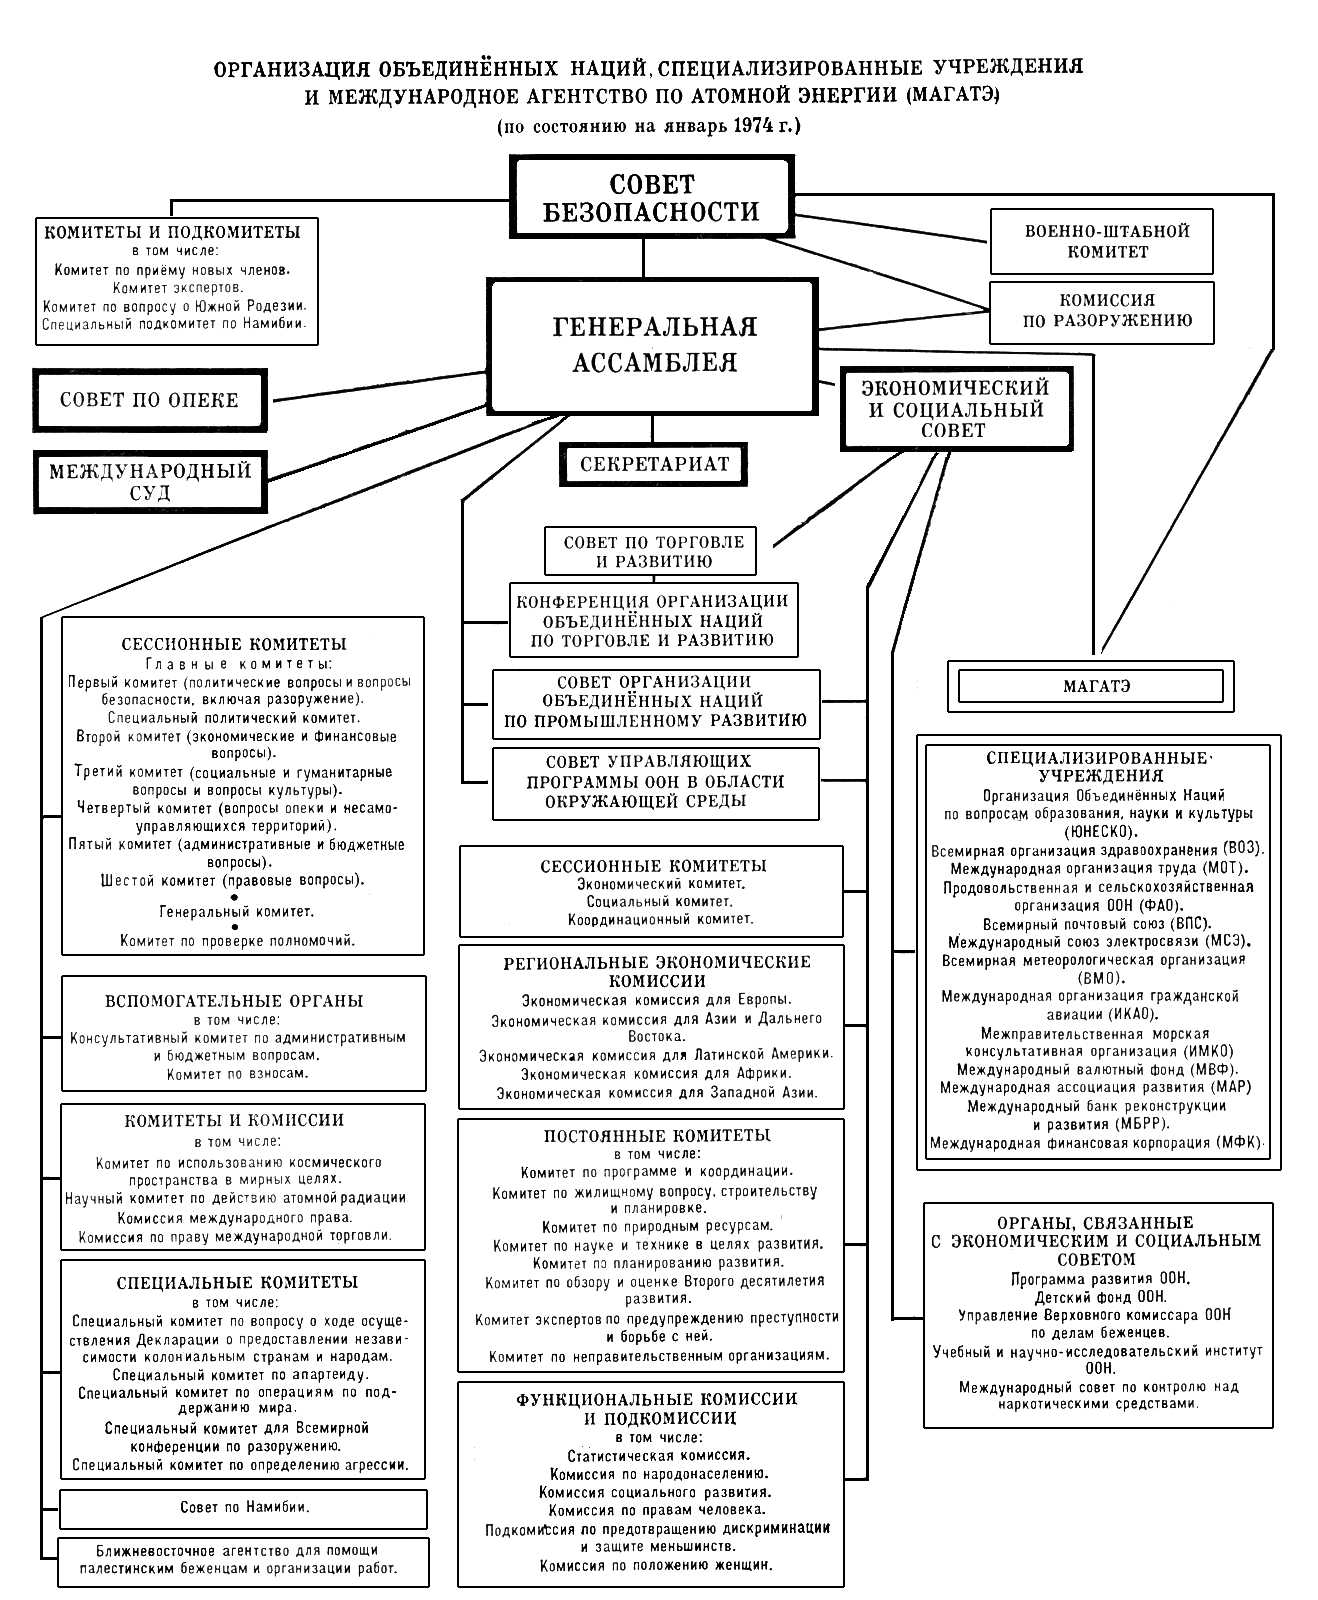 ОРГАНИЗАЦИЯ ОБЪЕДИНЁННЫХ НАЦИЙ, СПЕЦИАЛИЗИРОВАННЫЕ УЧРЕЖДЕНИЯ
И МЕЖДУНАРОДНОЕ АГЕНТСТВО ПО АТОМНОЙ ЭНЕРГИИ (МАГАТЭ)
(по состоянию на январь 1974 г.)
СОВЕТ
БЕЗОПАСНОСТИ
КОМИТЕТЫ И ПОДКОМИТЕТЫ
в том числе:
Комитет по приёму новых членов.
Комитет экспертов.
Комитет по вопросу о Южной Родезии.
Специальный подкомитет по Намибии.
ВОЕННО-ШТАБНОЙ
КОМИТЕТ
КОМИССИЯ
ПО РАЗОРУЖЕНИЮ
ГЕНЕРАЛЬНАЯ
АССАМБЛЕЯ
СОВЕТ ПО ОПЕКЕ
МЕЖДУНАРОДНЫЙ
СУД
ЭКОНОМИЧЕСКИЙ
И СОЦИАЛЬНЫЙ
СОВЕТ
СЕКРЕТАРИАТ
СОВЕТ ПО ТОРГОВЛЕ
И РАЗВИТИЮ
КОНФЕРЕНЦИЯ ОРГАНИЗАЦИИ
ОБЪЕДИНЁННЫХ НАЦИЙ
ПО ТОРГОВЛЕ И РАЗВИТИЮ
СОВЕТ ОРГАНИЗАЦИИ
ОБЪЕДИНЁННЫХ НАЦИЙ
ПО ПРОМЫШЛЕННОМУ РАЗВИТИЮ
СОВЕТ УПРАВЛЯЮЩИХ
ПРОГРАММЫ ООН В ОБЛАСТИ
ОКРУЖАЮЩЕЙ СРЕДЫ
СЕССИОННЫЕ КОМИТЕТЫ
Главные комитеты:
Первый комитет (политические вопросы и вопросы
безопасности, включая разоружение).
Специальный политический комитет.
Второй комитет (экономические и финансовые
вопросы).
Третий комитет (социальные и гуманитарные
вопросы и вопросы культуры).
Четвертый комитет (вопросы опеки и несамо-
управляющихся территорий).
Пятый комитет (административные и бюджетные
вопросы).
Шестой комитет (правовые вопросы).
•
Генеральный комитет.
•
Комитет по проверке полномочий.
ВСПОМОГАТЕЛЬНЫЕ ОРГАНЫ
в том числе:
Консультативный комитет по административным
и бюджетным вопросам.
Комитет по взносам.
КОМИТЕТЫ И КОМИССИИ
в том числе:
Комитет по использованию космического
пространства в мирных целях.
Научный комитет по действию атомной радиации
Комиссия международного права.
Комиссия по праву международной торговли.
СПЕЦИАЛЬНЫЕ КОМИТЕТЫ
в том числе:
Специальный комитет по вопросу о ходе осуще-
ствления Декларации о предоставлении незави-
симости колониальным странам и народам.
Специальный комитет по апартеиду.
Специальный комитет по операциям по под-
держанию мира.
Специальный комитет для Всемирной
конференции по разоружению.
Специальный комитет по определению агрессии.
Совет по Намибии.
Ближневосточное агентство для помощи
палестинским беженцам и организации работ.
СЕССИОННЫЕ КОМИТЕТЫ
Экономический комитет.
Социальный комитет.
Координационный комитет.
РЕГИОНАЛЬНЫЕ ЭКОНОМИЧЕСКИЕ
КОМИССИИ
Экономическая комиссия для Европы.
Экономическая комиссия для Азии и Дальнего
Востока.
Экономическая комиссия для Латинской Америки.
Экономическая комиссия для Африки.
Экономическая комиссия для Западной Азии.
ПОСТОЯННЫЕ КОМИТЕТЫ
в том числе:
Комитет по программе и координации.
Комитет по жилищному вопросу, строительству
и планировке.
Комитет по природным ресурсам.
Комитет по науке и технике в целях развития.
Комитет по планированию развития.
Комитет по обзору и оценке Второго десятилетия
развития.
Комитет экспертов по предупреждению преступности
и борьбе с ней.
Комитет по неправительственным организациям.
ФУНКЦИОНАЛЬНЫЕ КОМИССИИ
И ПОДКОМИССИИ
в том числе:
Статистическая комиссия.
Комиссия по народонаселению.
Комиссия социального развития.
Комиссия по правам человека.
Подкомиссия по предотвращению дискриминации
и защите меньшинств.
Комиссия по положению женщин.
МАГАТЭ
СПЕЦИАЛИЗИРОВАННЫЕ
УЧРЕЖДЕНИЯ
Организация Объединённых Наций
по вопросам образования, науки и культуры
(ЮНЕСКО).
Всемирная организация здравоохранения (ВОЗ).
Международная организация труда (МОТ).
Продовольственная и сельскохозяйственная
организация ООН (ФАО).
Всемирный почтовый союз (ВПС).
Международный союз электросвязи (МСЭ).
Всемирная метеорологическая организация
(ВМО).
Международная организация гражданской
авиации (ИКАО).
Межправительственная морская
консультативная организация (ИМКО)
Международный валютный фонд (МВФ).
Международная ассоциация развития (МАР)
Международный банк реконструкции
и развития (МБРР).
Международная финансовая корпорация (МФК).
ОРГАНЫ, СВЯЗАННЫЕ
С ЭКОНОМИЧЕСКИМ И СОЦИАЛЬНЫМ
СОВЕТОМ
Программа развития ООН.
Детский фонд ООН.
Управление Верховного комиссара ООН
по делам беженцев.
Учебный и научно-исследовательский институт
ООН.
Международный совет по контролю над
наркотическими средствами.